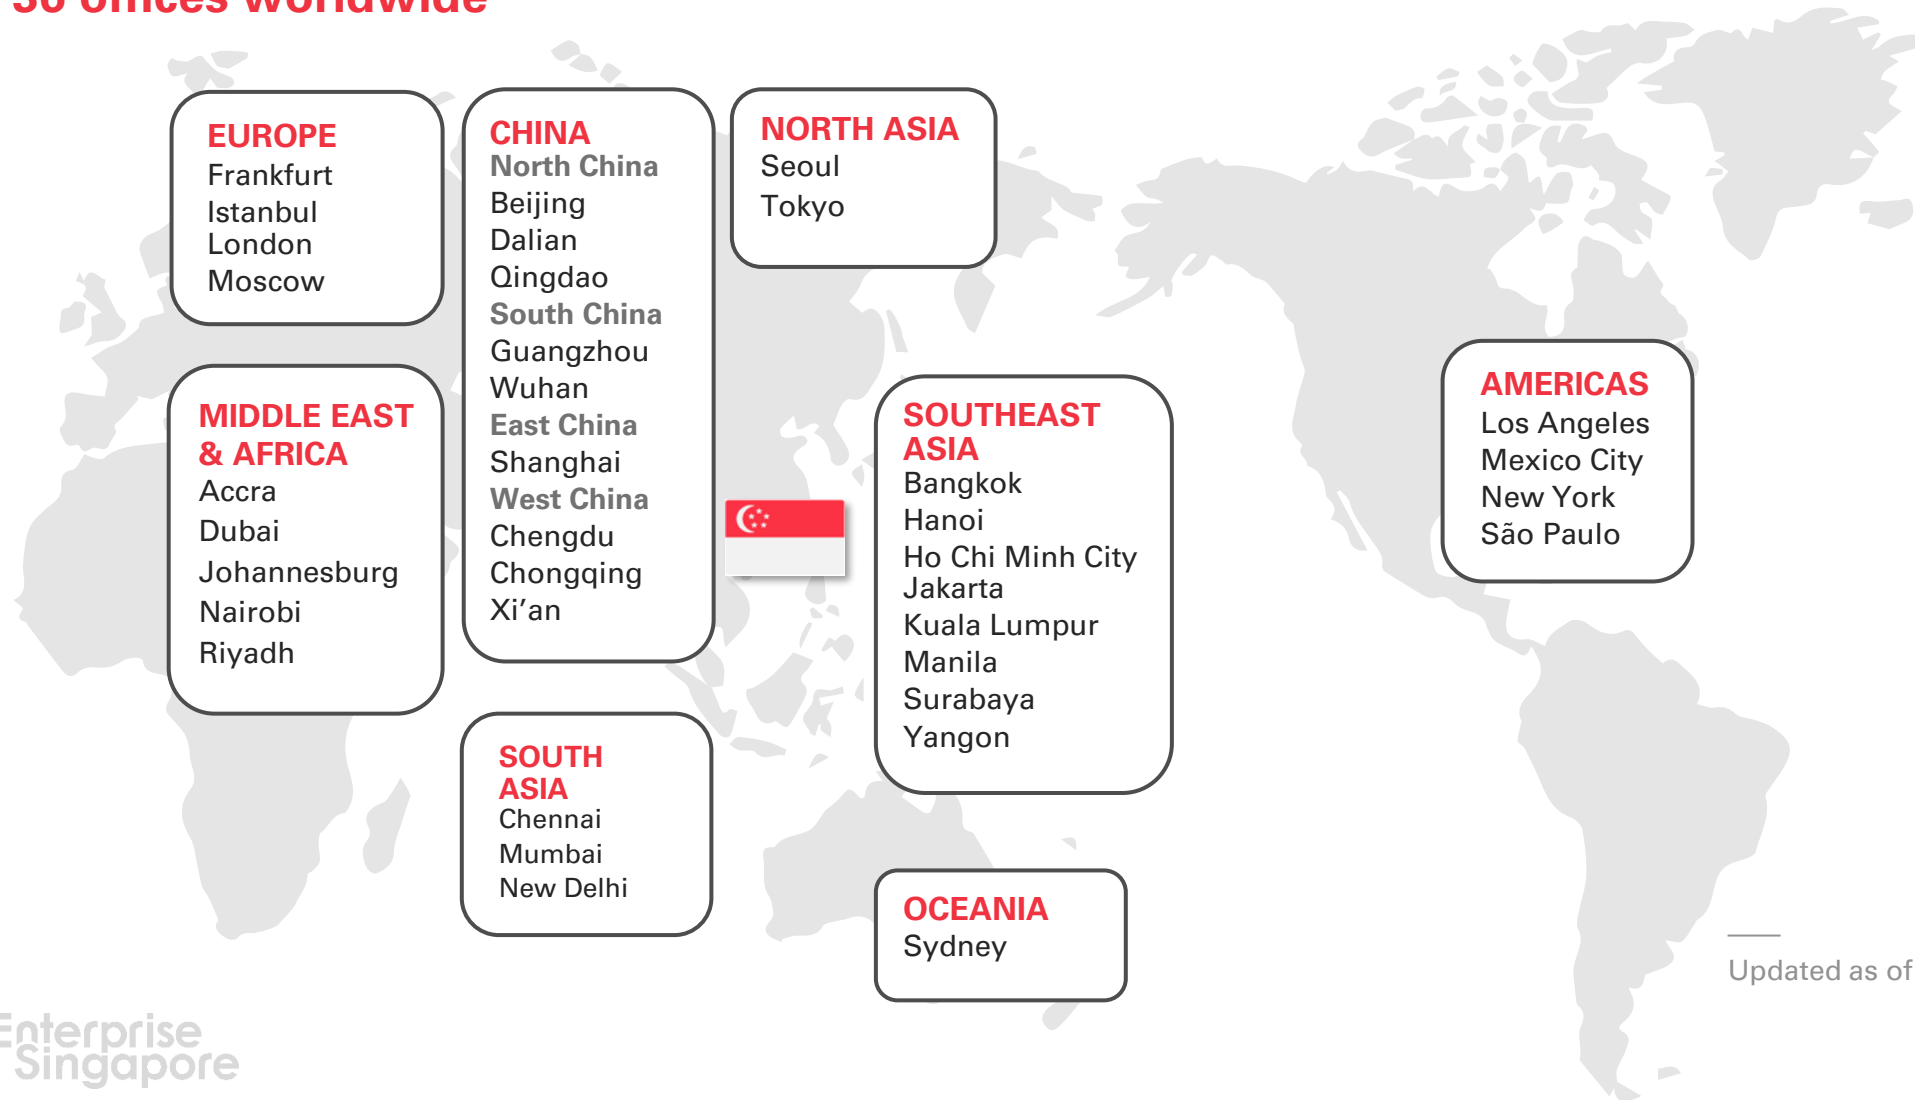 36 offices worldwide
EUROPE
Frankfurt
Istanbul
London
Moscow
CHINA
North China
Beijing
Dalian
Qingdao
South China
Guangzhou
Wuhan
East China
Shanghai
West China
Chengdu
Chongqing
Xi’an
NORTH ASIA
Seoul
Tokyo
MIDDLE EAST
& AFRICA
Accra
Dubai
Johannesburg
Nairobi
Riyadh
SOUTHEAST
ASIA
Bangkok
Hanoi
Ho Chi Minh City
Jakarta
Kuala Lumpur
Manila
Surabaya
Yangon
AMERICAS
Los Angeles
Mexico City
New York
São Paulo
SOUTH
ASIA
Chennai
Mumbai
New Delhi
OCEANIA
Sydney
Updated as of
Enterprise
Singapore